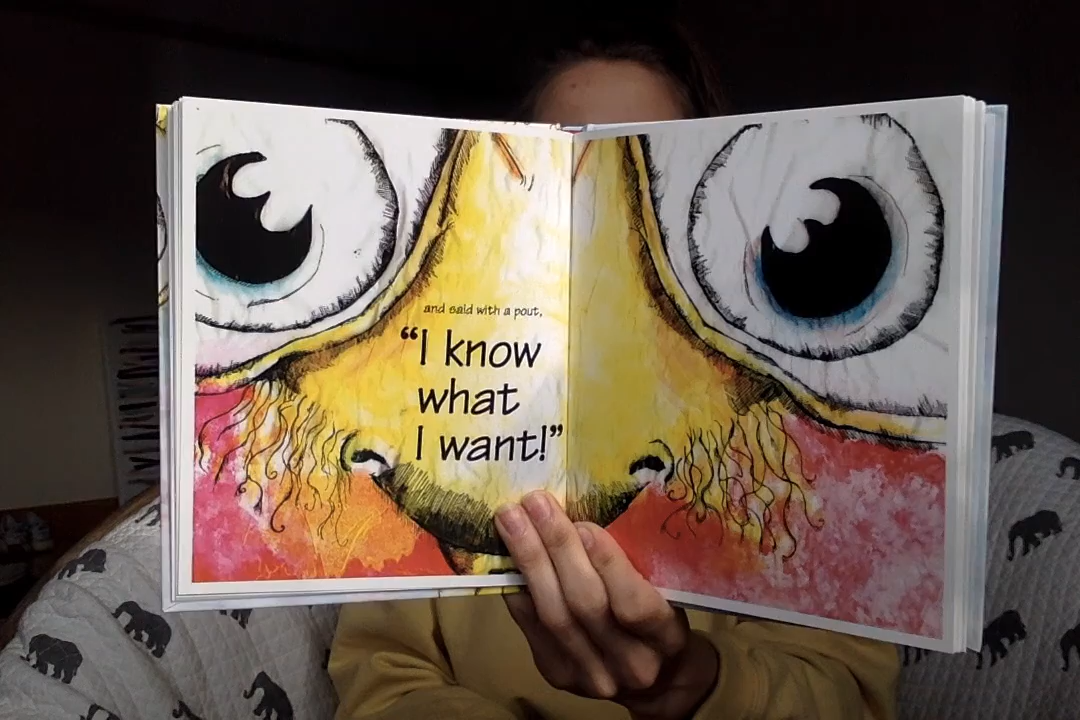 and said with a pout,
“I know
what
I want!”